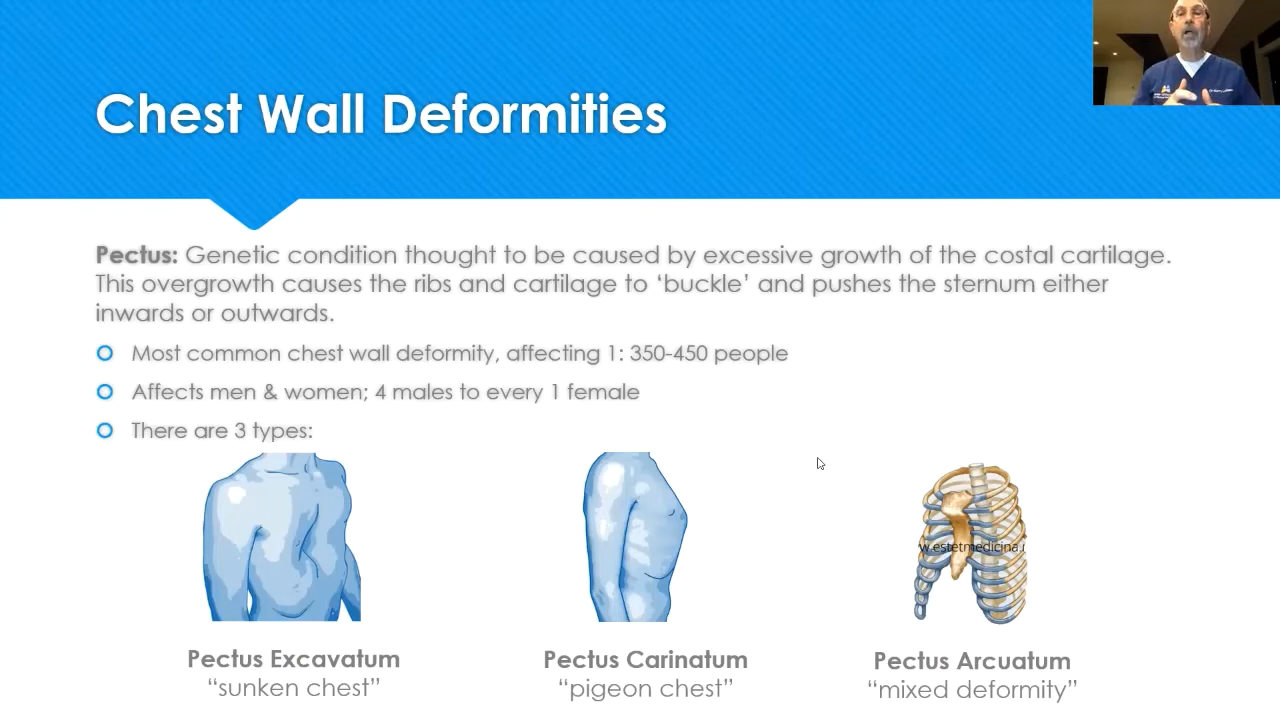 Chest Wall Deformities
Pectus: Genetic condition thought to be caused by excessive growth of the costal cartilage.
This overgrowth causes the ribs and cartilage to ‘buckle’ and pushes the sternum either
inwards or outwards.
Most common chest wall deformity, affecting 1: 350-450 people
Affects men & women; 4 males to every 1 female
There are 3 types:
w.estetmedicina.r
Pectus Excavatum
“sunken chest”
Pectus Carinatum
“pigeon chest”
Pectus Arcuatum
“mixed deformity”